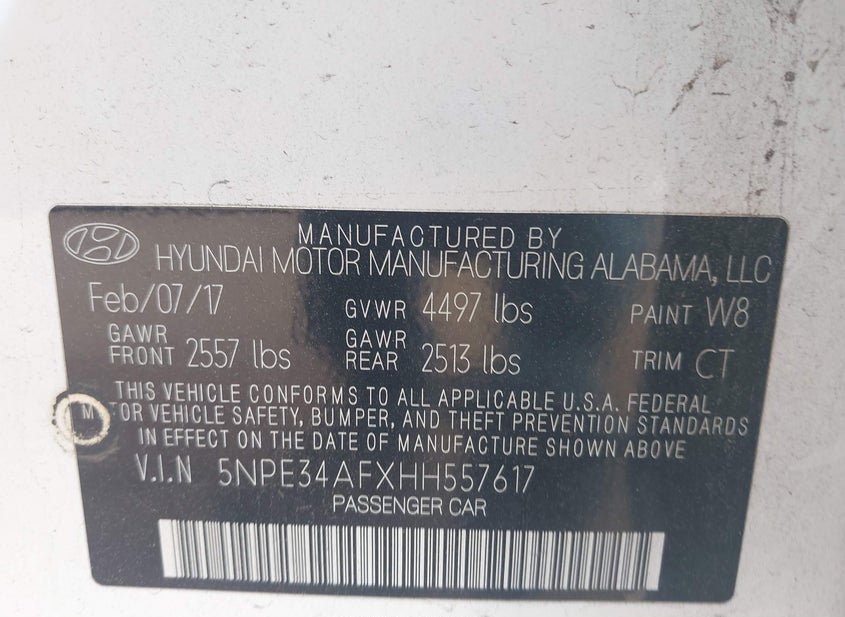 MANUFACTURED BY
HYUNDAI MOTOR MANUFACTURING ALABAMA, LLC
Feb/07/17 GVWR 4497 lbs PAINT W8
GAWR FRONT 2557 lbs GAWR REAR 2513 lbs TRIM CT
THIS VEHICLE CONFORMS TO ALL APPLICABLE U.S.A. FEDERAL
MOTOR VEHICLE SAFETY, BUMPER, AND THEFT PREVENTION STANDARDS
IN EFFECT ON THE DATE OF MANUFACTURE SHOWN ABOVE
V.I.N 5NPE34AFXHH557617
PASSENGER CAR